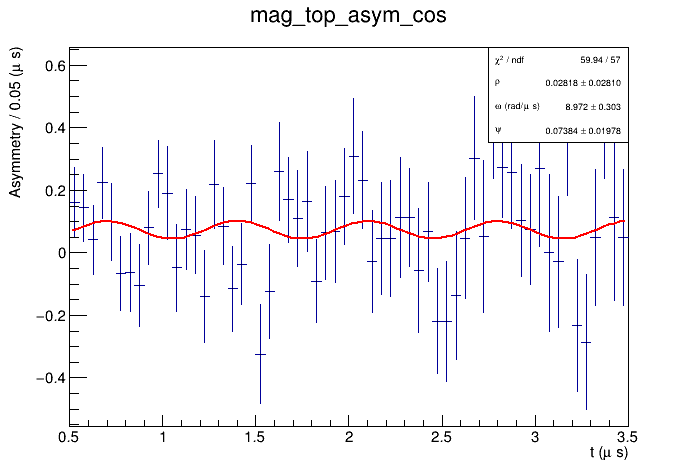 mag_top_asym_cos
Asymmetry / 0.05 (μ s)
χ² / ndf 59.94 / 57
ρ 0.02818 ± 0.02810
ω (rad/μ s) 8.972 ± 0.303
ψ 0.07384 ± 0.01978
0.6
0.4
0.2
0
−0.2
−0.4
0.5 1 1.5 2 2.5 3 3.5
t (μ s)